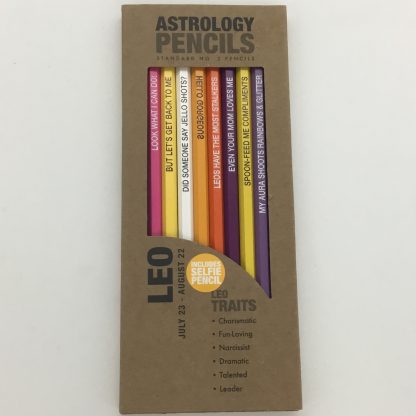 ASTROLOGY
PENCILS
STANDARD NO. 2 PENCILS
LOOK WHAT I CAN DO!
BUT LET'S GET BACK TO ME
DID SOMEONE SAY JELLO SHOTS?
HELLO GORGEOUS
LEOS HAVE THE MOST STALKERS
EVEN YOUR MOM LOVES ME
SPOON-FEED ME COMPLIMENTS
MY AURA SHOOTS RAINBOWS & GLITTER
LEO
JULY 23 - AUGUST 22
INCLUDES
SELFIE
PENCIL
LEO
TRAITS
• Charismatic
• Fun-Loving
• Narcissist
• Dramatic
• Talented
• Leader